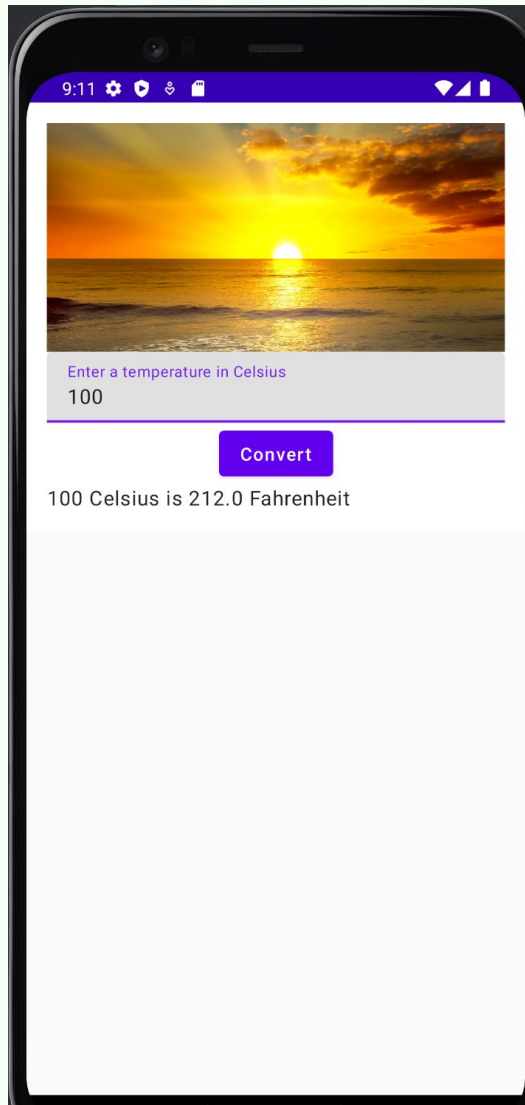 9:11
Enter a temperature in Celsius
100
Convert
100 Celsius is 212.0 Fahrenheit